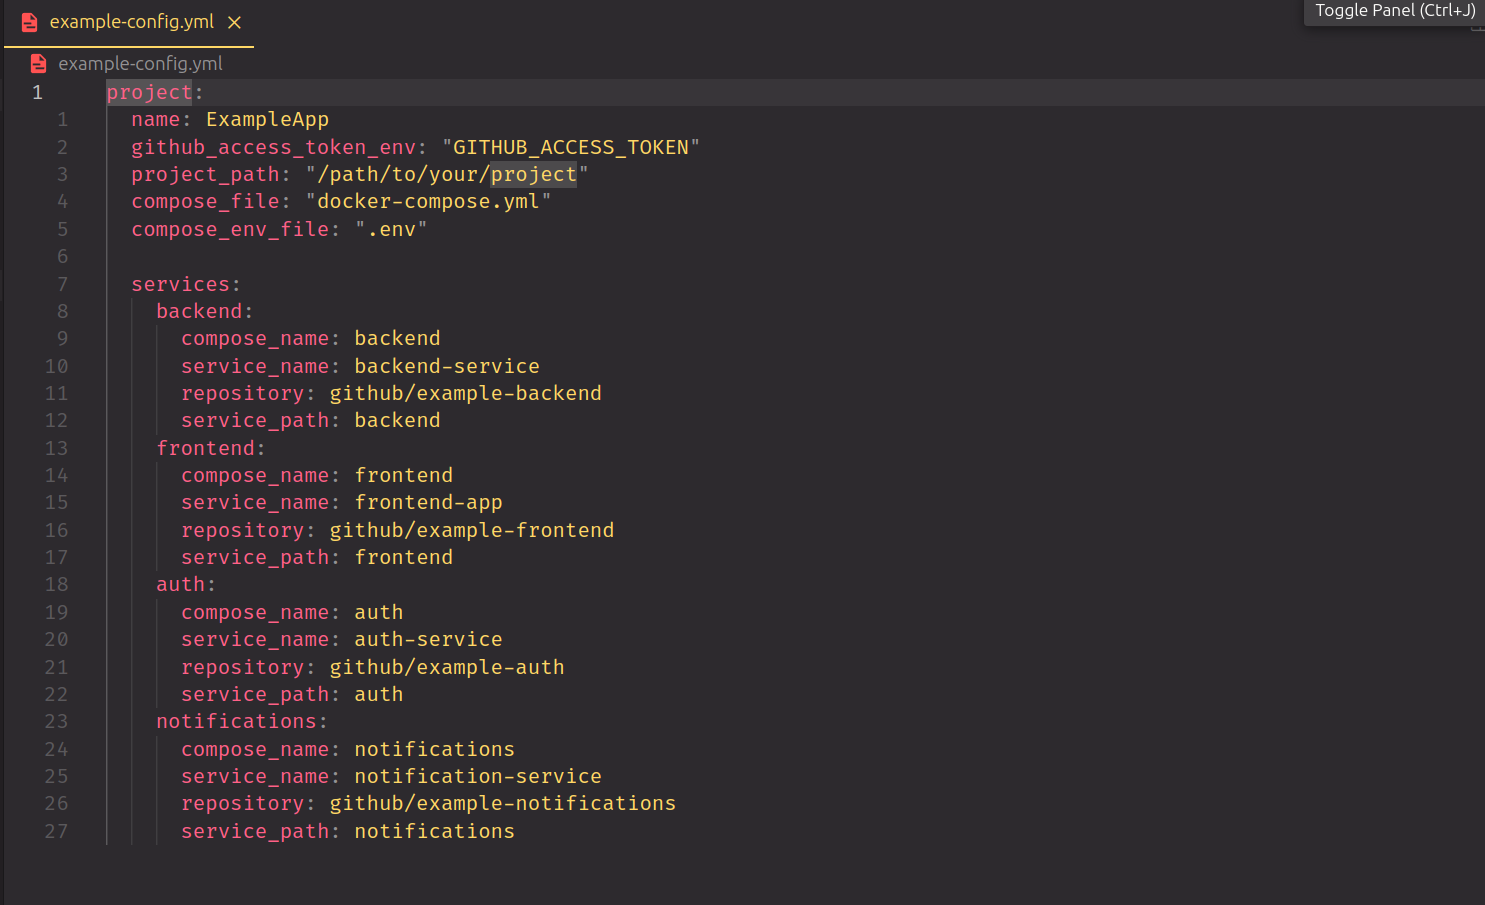 example-config.yml ×
Toggle Panel (Ctrl+J)
example-config.yml
1 project:
1 name: ExampleApp
2 github_access_token_env: "GITHUB_ACCESS_TOKEN"
3 project_path: "/path/to/your/project"
4 compose_file: "docker-compose.yml"
5 compose_env_file: ".env"
6
7 services:
8 backend:
9 compose_name: backend
10 service_name: backend-service
11 repository: github/example-backend
12 service_path: backend
13 frontend:
14 compose_name: frontend
15 service_name: frontend-app
16 repository: github/example-frontend
17 service_path: frontend
18 auth:
19 compose_name: auth
20 service_name: auth-service
21 repository: github/example-auth
22 service_path: auth
23 notifications:
24 compose_name: notifications
25 service_name: notification-service
26 repository: github/example-notifications
27 service_path: notifications